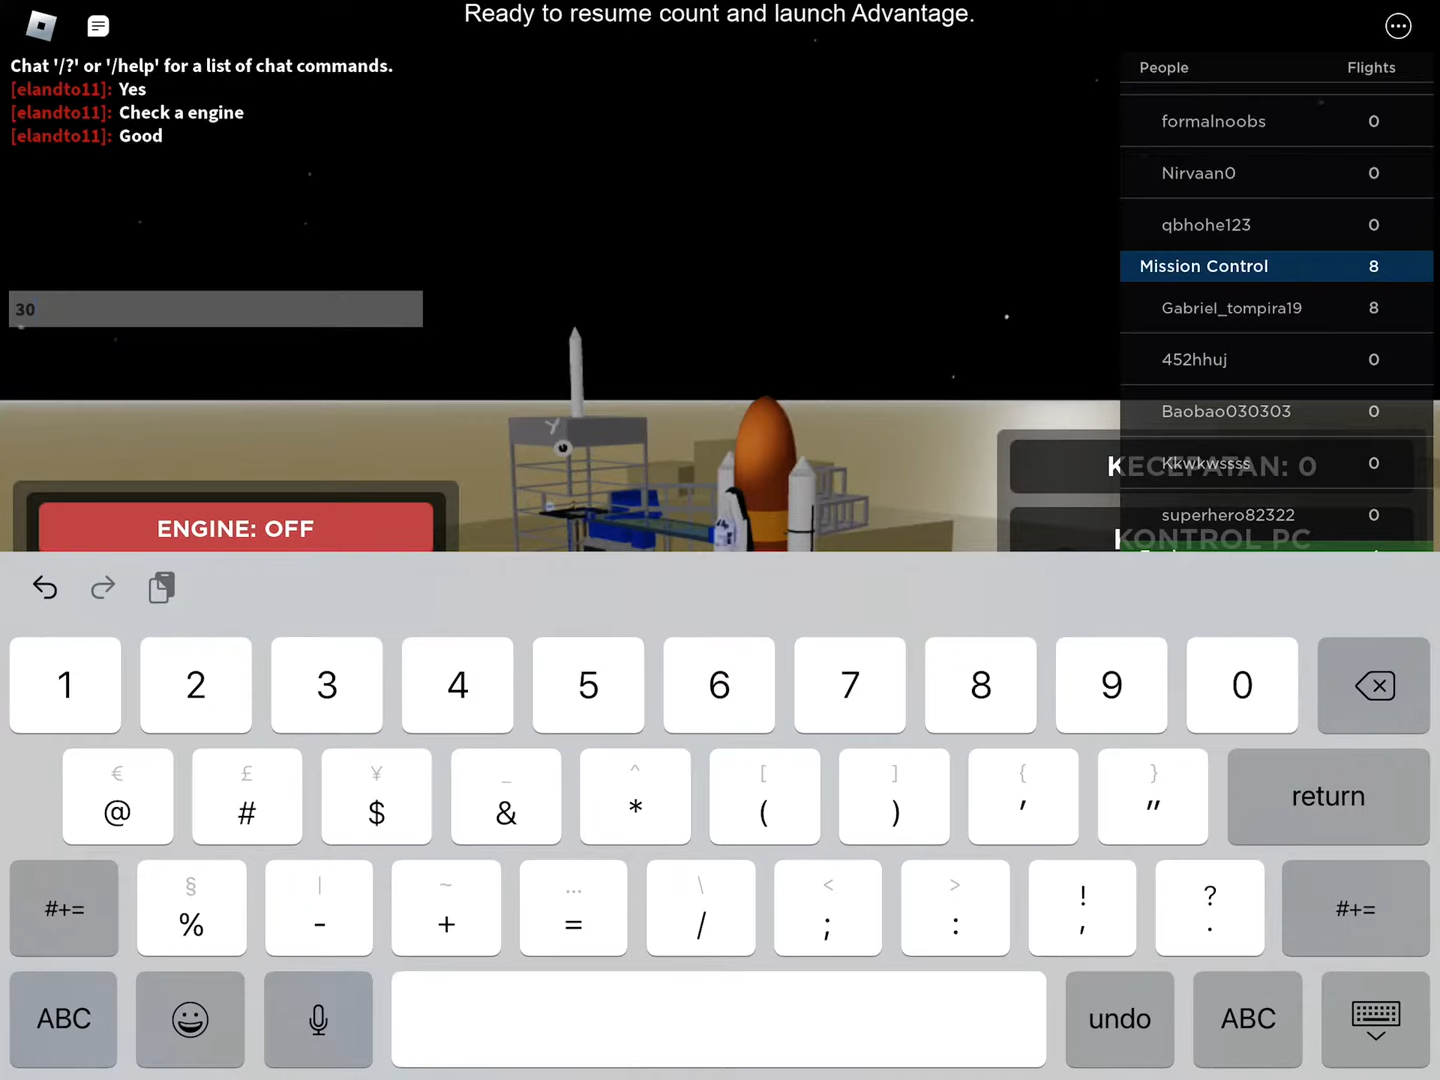 Ready to resume count and launch Advantage.
Chat '/?' or '/help' for a list of chat commands.
[elandto11]: Yes
[elandto11]: Check a engine
[elandto11]: Good
30
People Flights
formalnoobs 0
Nirvaan0 0
qbhohe123 0
Mission Control 8
Gabriel_tompira19 8
452hhuj 0
Baobao030303 0
Kkwkwssss 0
superhero82322 0
KECEPATAN: 0
KONTROL PC
ENGINE: OFF
1 2 3 4 5 6 7 8 9 0
€ £ ¥ _ ^ [ ] { }
@ # $ & * ( ) ' " return
§ | ~ … \ < > ! ?
#+= % - + = / ; : , . #+=
ABC undo ABC